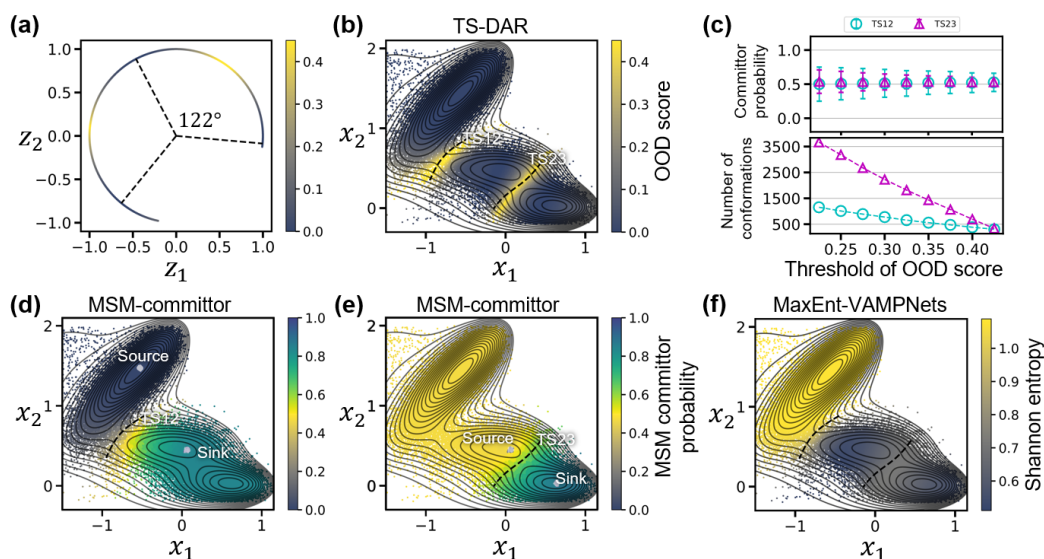 (a)
1.0
0.5
0.0
−0.5
−1.0
−1.0 −0.5 0.0 0.5 1.0
z2
z1
122°
0.4
0.3
0.2
0.1
0.0
(b)
TS-DAR
2
1
0
−1 0 1
x2
x1
TS12
TS23
0.4
0.3
0.2
0.1
0.0
OOD score
(c)
TS12 TS23
1.0
0.5
0.0
Committor
probability
3500
2500
1500
500
Number of
conformations
0.25 0.30 0.35 0.40
Threshold of OOD score
(d)
MSM-committor
2
1
0
−1 0 1
x2
x1
Source
TS12
Sink
1.0
0.8
0.6
0.4
0.2
0.0
(e)
MSM-committor
2
1
0
−1 0 1
x2
x1
Source
TS23
Sink
1.0
0.8
0.6
0.4
0.2
0.0
MSM committor
probability
(f)
MaxEnt-VAMPNets
2
1
0
−1 0 1
x2
x1
1.0
0.9
0.8
0.7
0.6
Shannon entropy